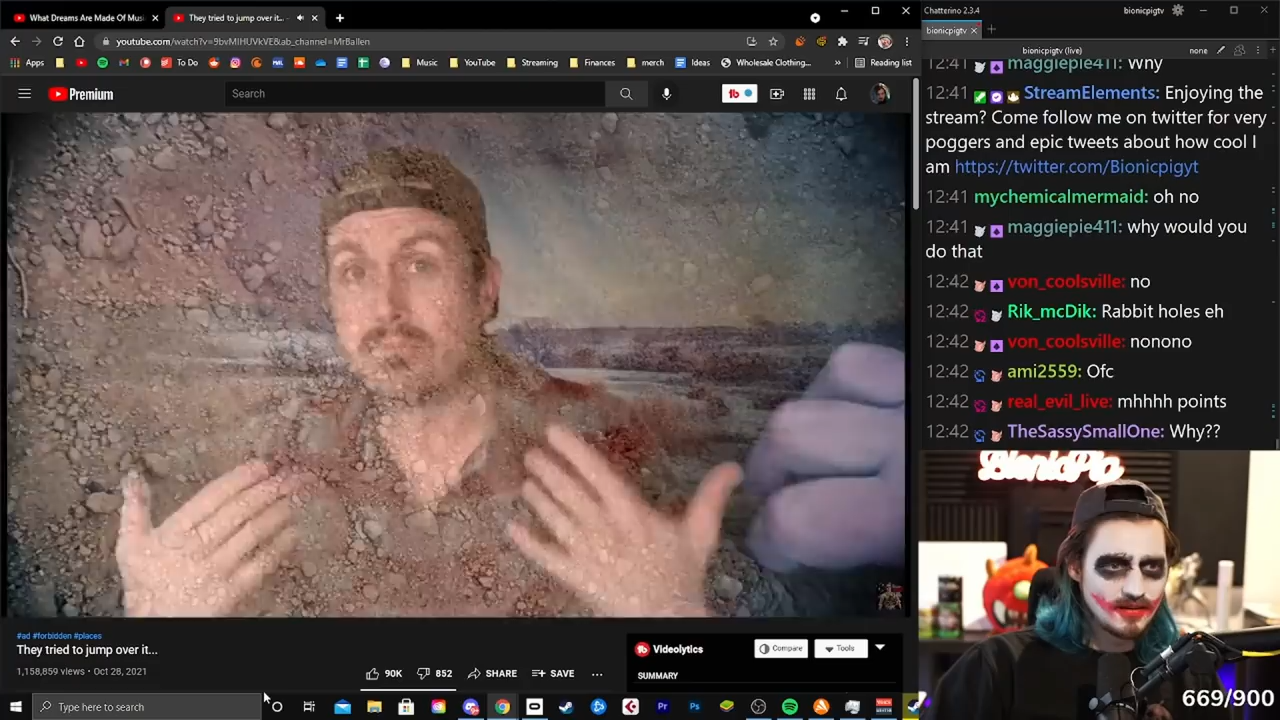 What Dreams Are Made Of Mus
They tried to jump over it...
youtube.com/watch?v=9bvMIHUVkVE&ab_channel=MrBallen
Apps
To Do
Music
YouTube
Streaming
Finances
merch
Ideas
Wholesale Clothing...
»
Reading list
Premium
Search
#ad #forbidden #places
They tried to jump over it...
1,158,859 views • Oct 28, 2021
90K
852
SHARE
SAVE
Videolytics
Compare
Tools
SUMMARY
Type here to search
Chatterino 2.3.4
bionicpigtv
bionicpigtv
bionicpigtv (live)
none
12:41 maggiepie411: Why
12:41 StreamElements: Enjoying the
stream? Come follow me on twitter for very
poggers and epic tweets about how cool I
am https://twitter.com/Bionicpigyt
12:41 mychemicalmermaid: oh no
12:41 maggiepie411: why would you
do that
12:42 von_coolsville: no
12:42 Rik_mcDik: Rabbit holes eh
12:42 von_coolsville: nonono
12:42 ami2559: Ofc
12:42 real_evil_live: mhhhh points
12:42 TheSassySmallOne: Why??
BionicPig
669/900